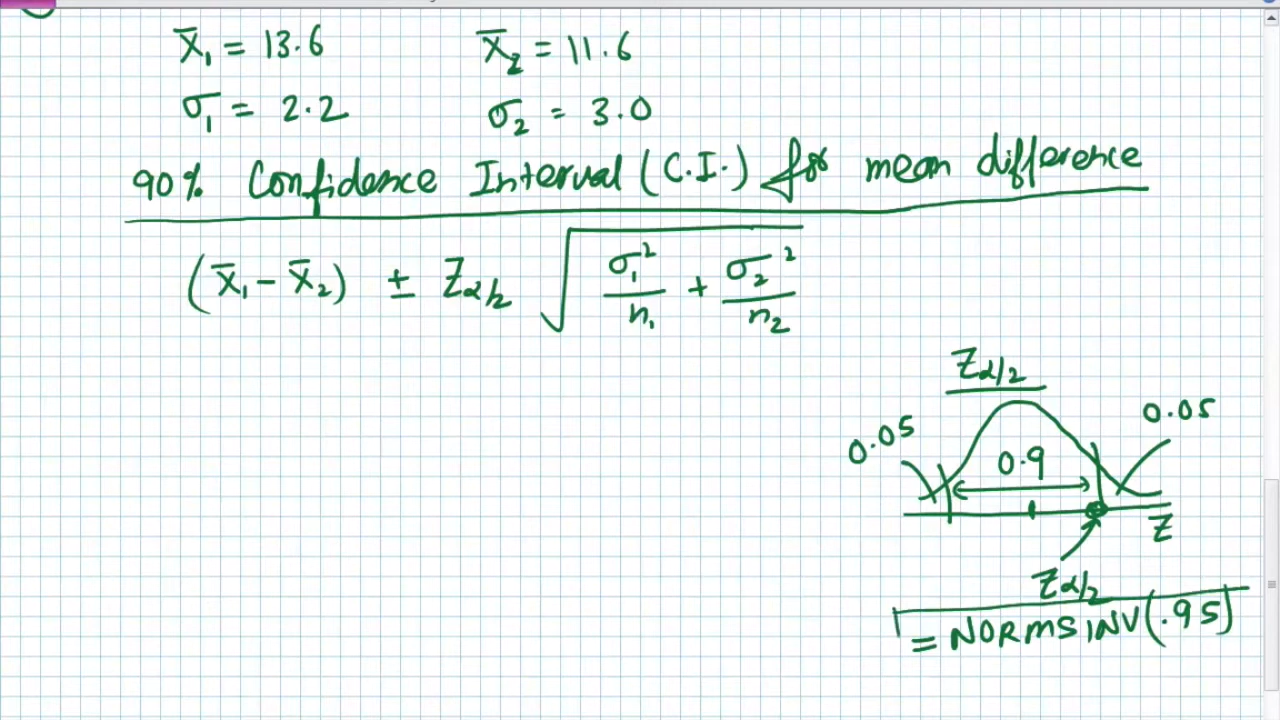 x̄₁ = 13.6 x̄₂ = 11.6
σ₁ = 2.2 σ₂ = 3.0
90% Confidence Interval (C.I.) for mean difference
(x̄₁ - x̄₂) ± Zα/2 √(σ₁²/n₁ + σ₂²/n₂)
Zα/2
0.05 0.9 0.05
Z
Zα/2
= NORMSINV(.95)